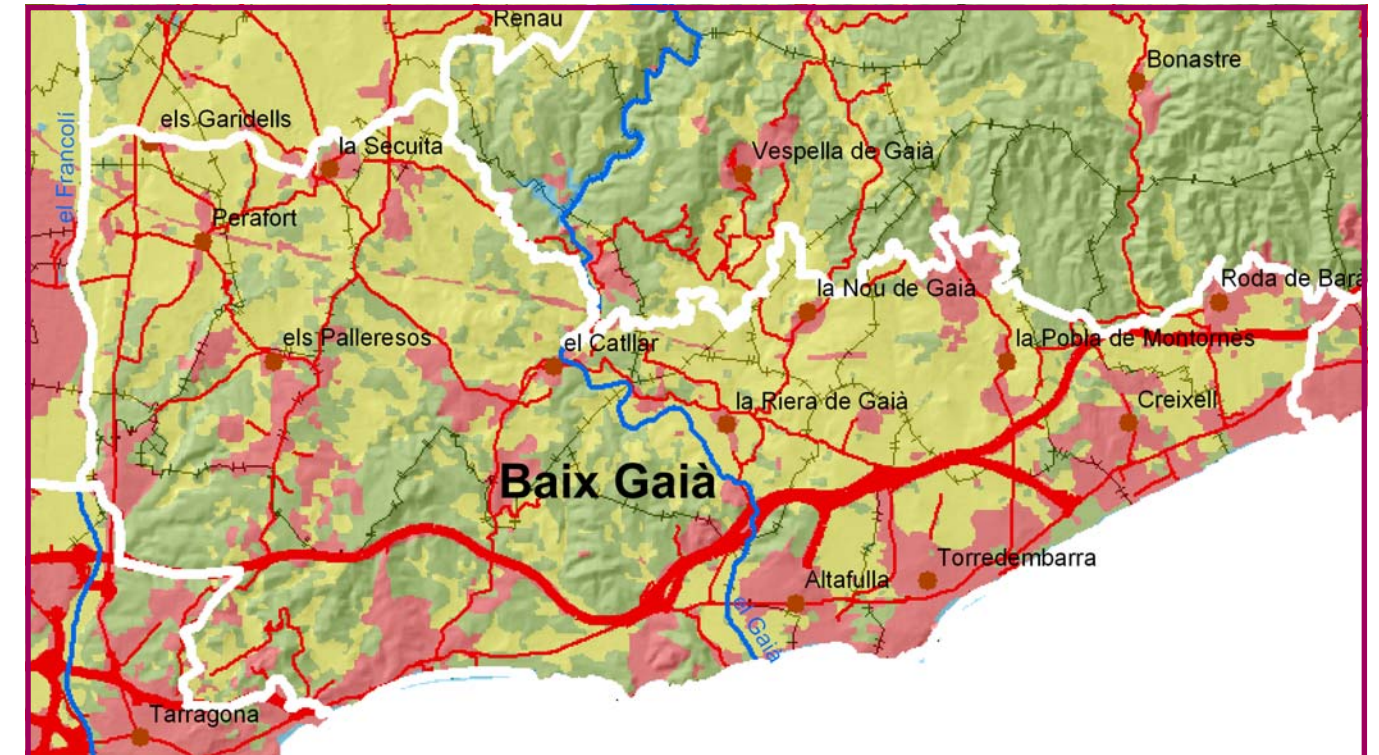 Renau
Bonastre
els Garidells
la Secuita
Vespella de Gaià
el Francolí
Perafort
Roda de Barà
la Nou de Gaià
els Palleresos
el Catllar
la Pobla de Montornès
la Riera de Gaià
Creixell
Baix Gaià
Torredembarra
Altafulla
el Gaià
Tarragona